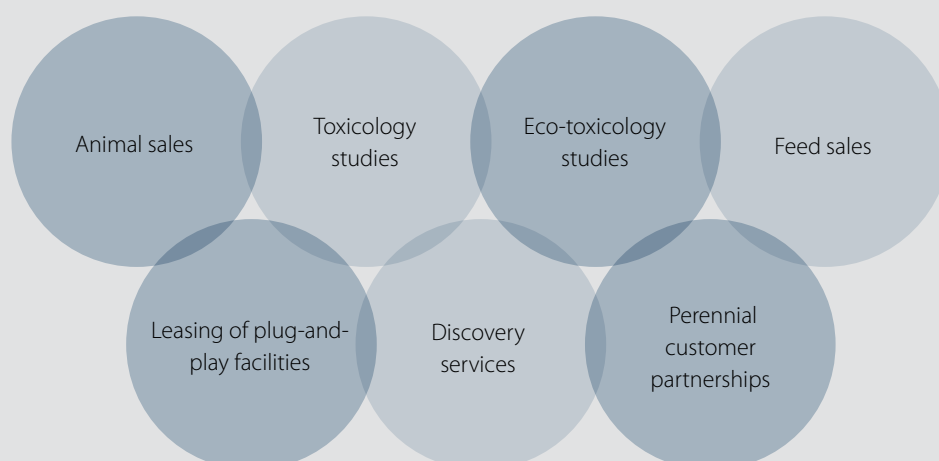 Animal sales
Toxicology
studies
Eco-toxicology
studies
Feed sales
Leasing of plug-and-
play facilities
Discovery
services
Perennial
customer
partnerships